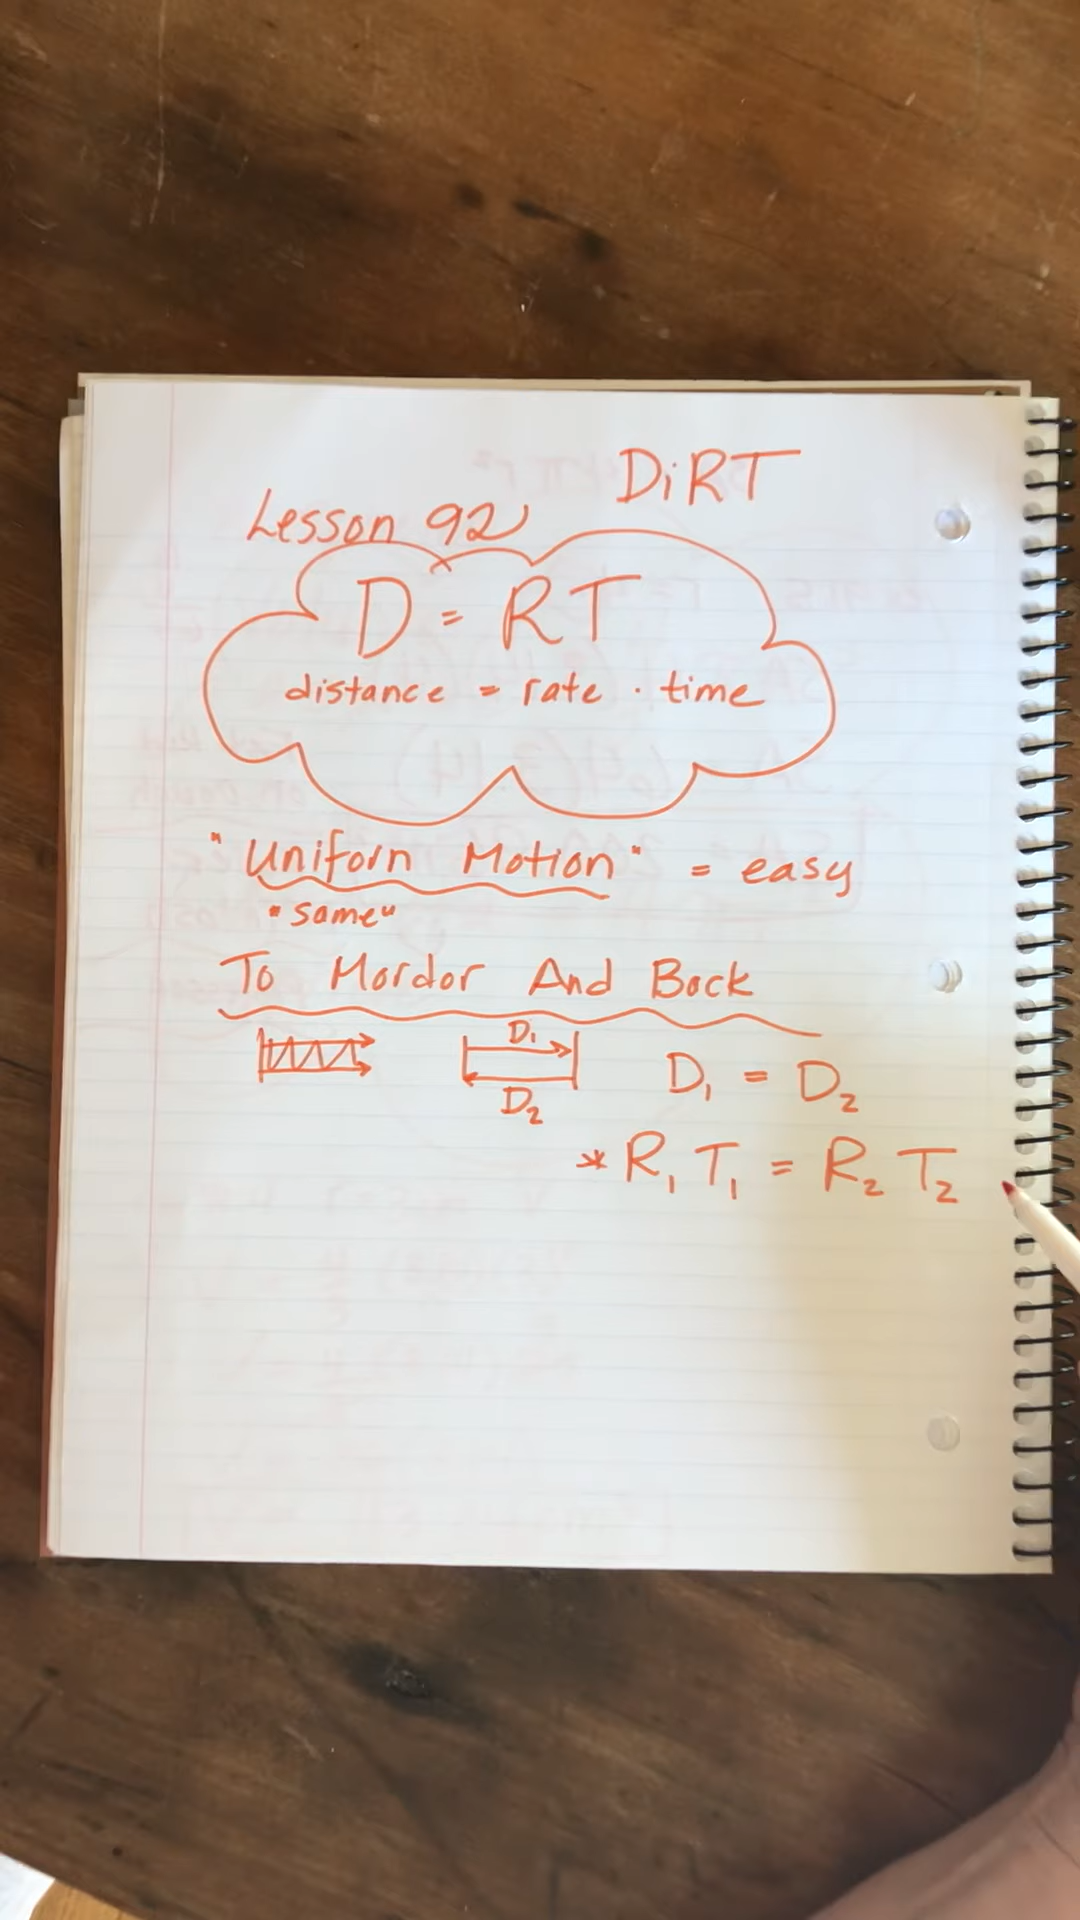 DiRT
Lesson 92
D = RT
distance = rate · time
"Uniform Motion" = easy
"same"
To Mordor And Back
D₁
D₂
D₁ = D₂
* R₁ T₁ = R₂ T₂